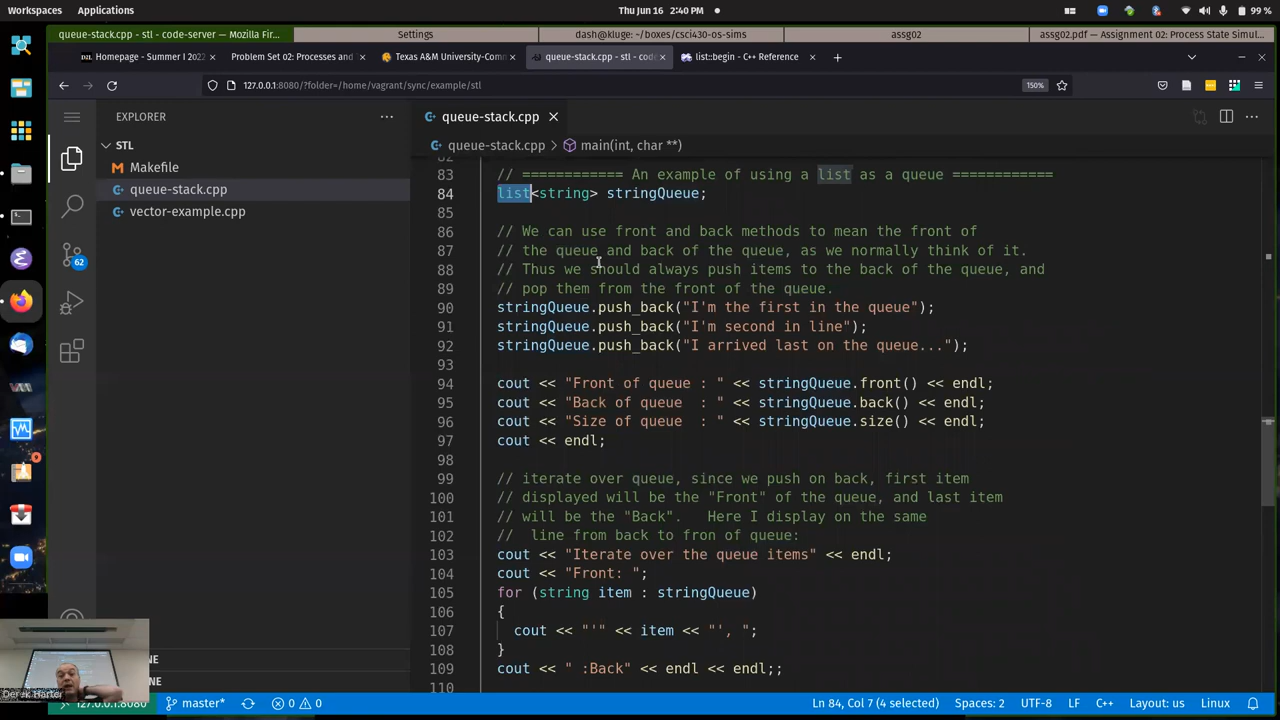 Workspaces Applications Thu Jun 16 2:40 PM 99 %
queue-stack.cpp - stl - code-server — Mozilla Fir... Settings dash@kluge: ~/boxes/csci430-os-sims assg02 assg02.pdf — Assignment 02: Process State Simul...
Homepage - Summer I 2022 Problem Set 02: Processes an Texas A&M University-Com queue-stack.cpp - stl - cod list::begin - C++ Reference
127.0.0.1:8080/?folder=/home/vagrant/sync/example/stl 150%
EXPLORER
queue-stack.cpp
STL
queue-stack.cpp > main(int, char **)
Makefile
queue-stack.cpp
vector-example.cpp
62
9
82
83 // ============ An example of using a list as a queue ============
84 list<string> stringQueue;
85
86 // We can use front and back methods to mean the front of
87 // the queue and back of the queue, as we normally think of it.
88 // Thus we should always push items to the back of the queue, and
89 // pop them from the front of the queue.
90 stringQueue.push_back("I'm the first in the queue");
91 stringQueue.push_back("I'm second in line");
92 stringQueue.push_back("I arrived last on the queue...");
93
94 cout << "Front of queue : " << stringQueue.front() << endl;
95 cout << "Back of queue  : " << stringQueue.back() << endl;
96 cout << "Size of queue  : " << stringQueue.size() << endl;
97 cout << endl;
98
99 // iterate over queue, since we push on back, first item
100 // displayed will be the "Front" of the queue, and last item
101 // will be the "Back".   Here I display on the same
102 //  line from back to fron of queue:
103 cout << "Iterate over the queue items" << endl;
104 cout << "Front: ";
105 for (string item : stringQueue)
106 {
107 cout << "'" << item << "', ";
108 }
109 cout << " :Back" << endl << endl;;
110
Derek Harter
NE
NE
127.0.0.1:8080 master* 0 0 Ln 84, Col 7 (4 selected) Spaces: 2 UTF-8 LF C++ Layout: us Linux